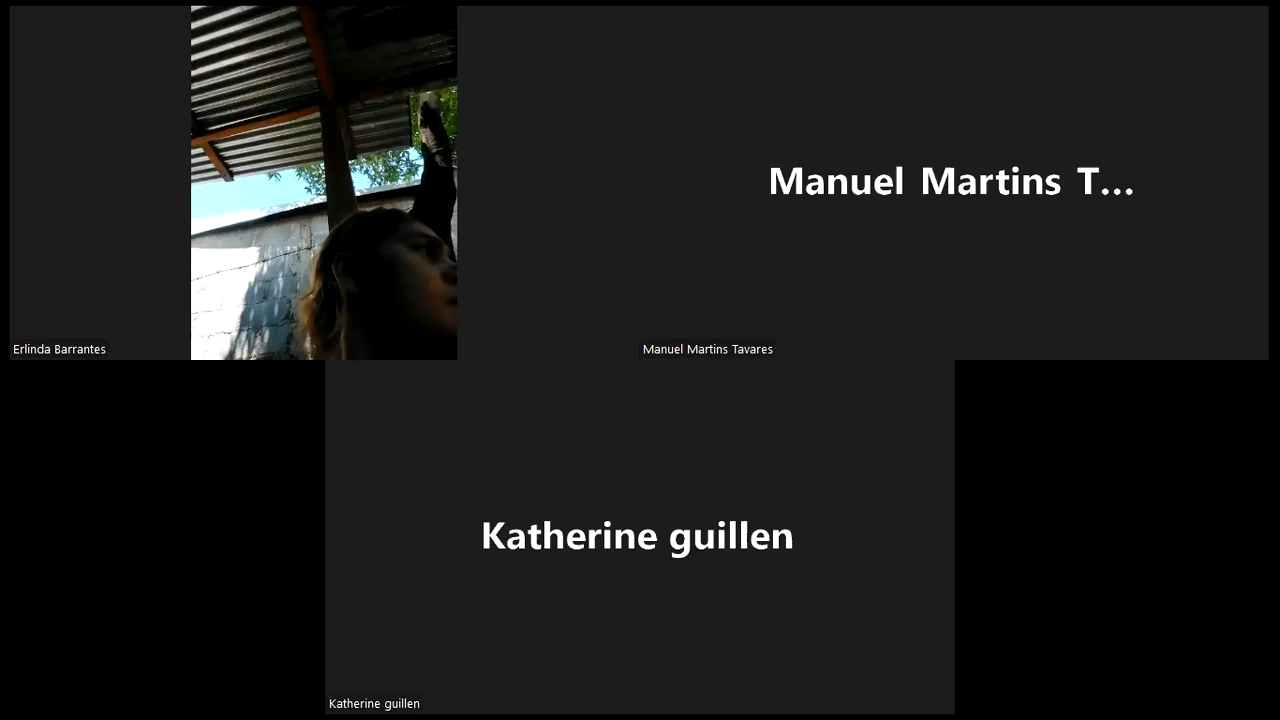 Manuel Martins T...
Erlinda Barrantes
Manuel Martins Tavares
Katherine guillen
Katherine guillen